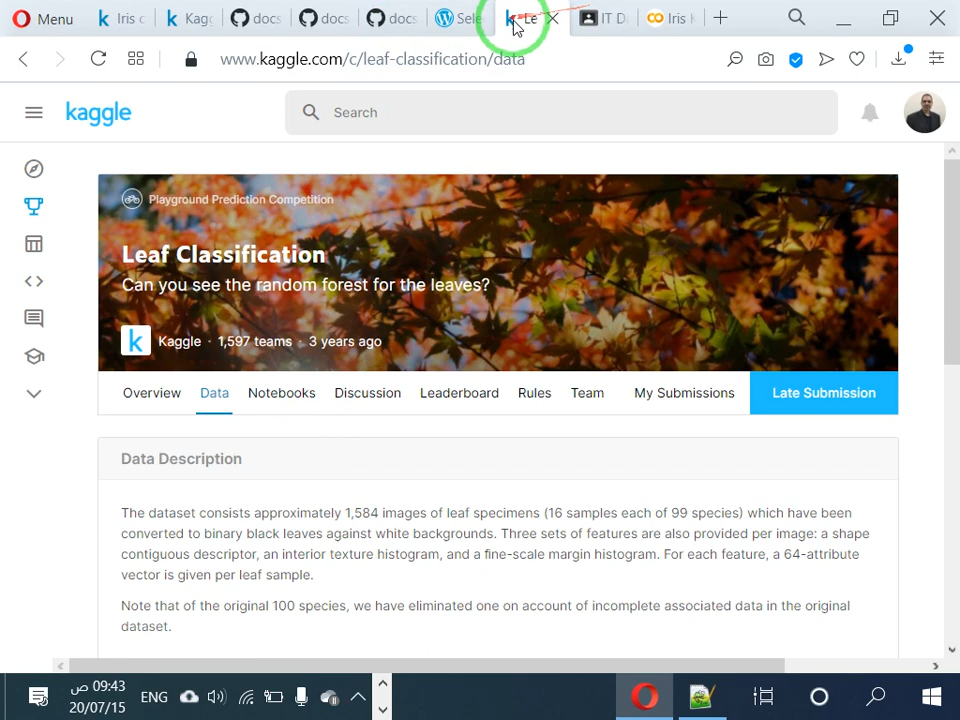 Menu
Iris c
Kagg
docs
docs
docs
Sele
Le
IT D
Iris K
www.kaggle.com/c/leaf-classification/data
kaggle
Search
Playground Prediction Competition
Leaf Classification
Can you see the random forest for the leaves?
k
Kaggle · 1,597 teams · 3 years ago
Overview
Data
Notebooks
Discussion
Leaderboard
Rules
Team
My Submissions
Late Submission
Data Description
The dataset consists approximately 1,584 images of leaf specimens (16 samples each of 99 species) which have been
converted to binary black leaves against white backgrounds. Three sets of features are also provided per image: a shape
contiguous descriptor, an interior texture histogram, and a fine-scale margin histogram. For each feature, a 64-attribute
vector is given per leaf sample.
Note that of the original 100 species, we have eliminated one on account of incomplete associated data in the original
dataset.
09:43 ص
20/07/15
ENG